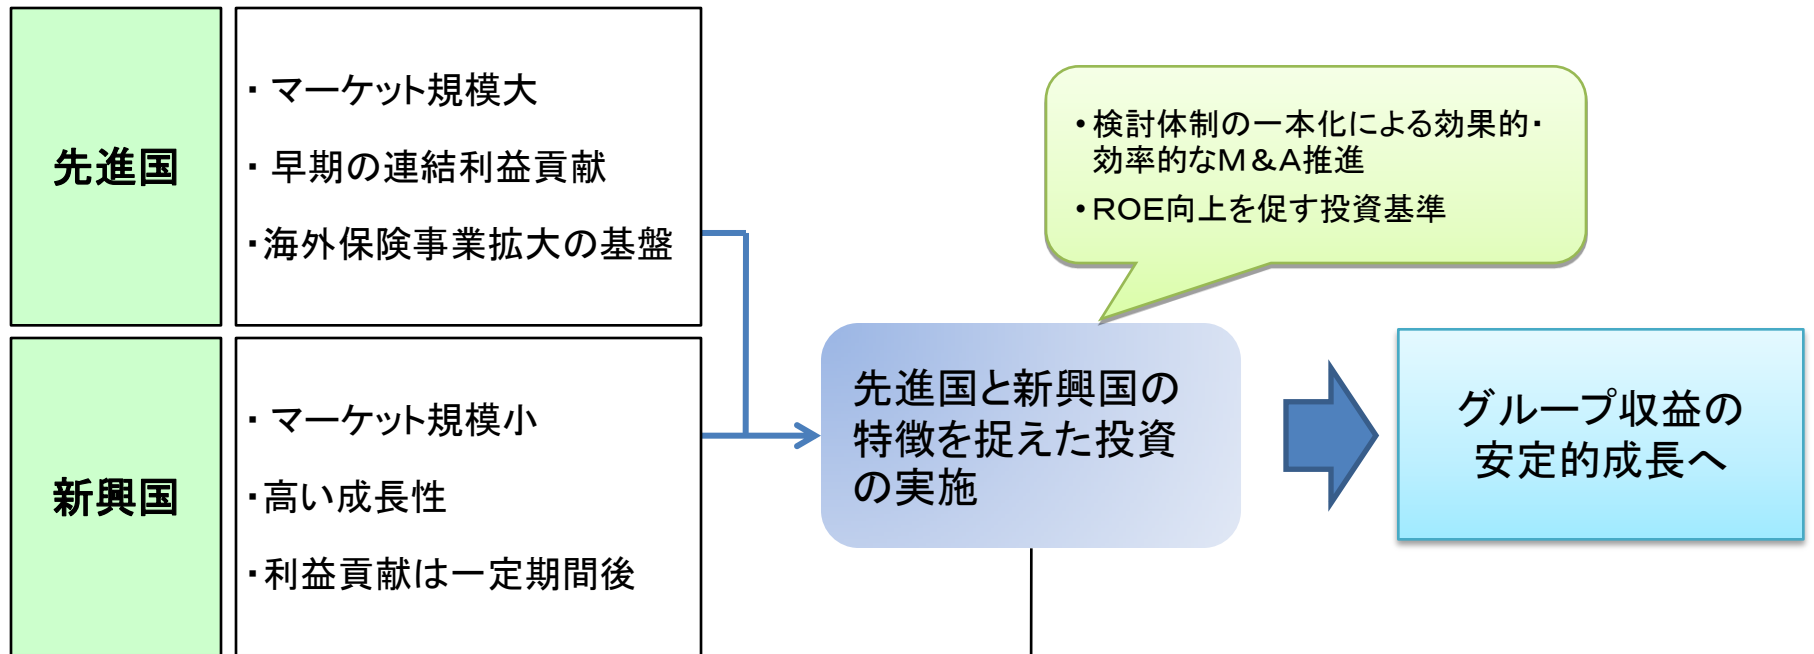 先進国
・ マーケット規模大
・ 早期の連結利益貢献
・海外保険事業拡大の基盤
新興国
・ マーケット規模小
・高い成長性
・利益貢献は一定期間後
•検討体制の一本化による効果的・
効率的なM&A推進
•ROE向上を促す投資基準
先進国と新興国の
特徴を捉えた投資
の実施
グループ収益の
安定的成長へ